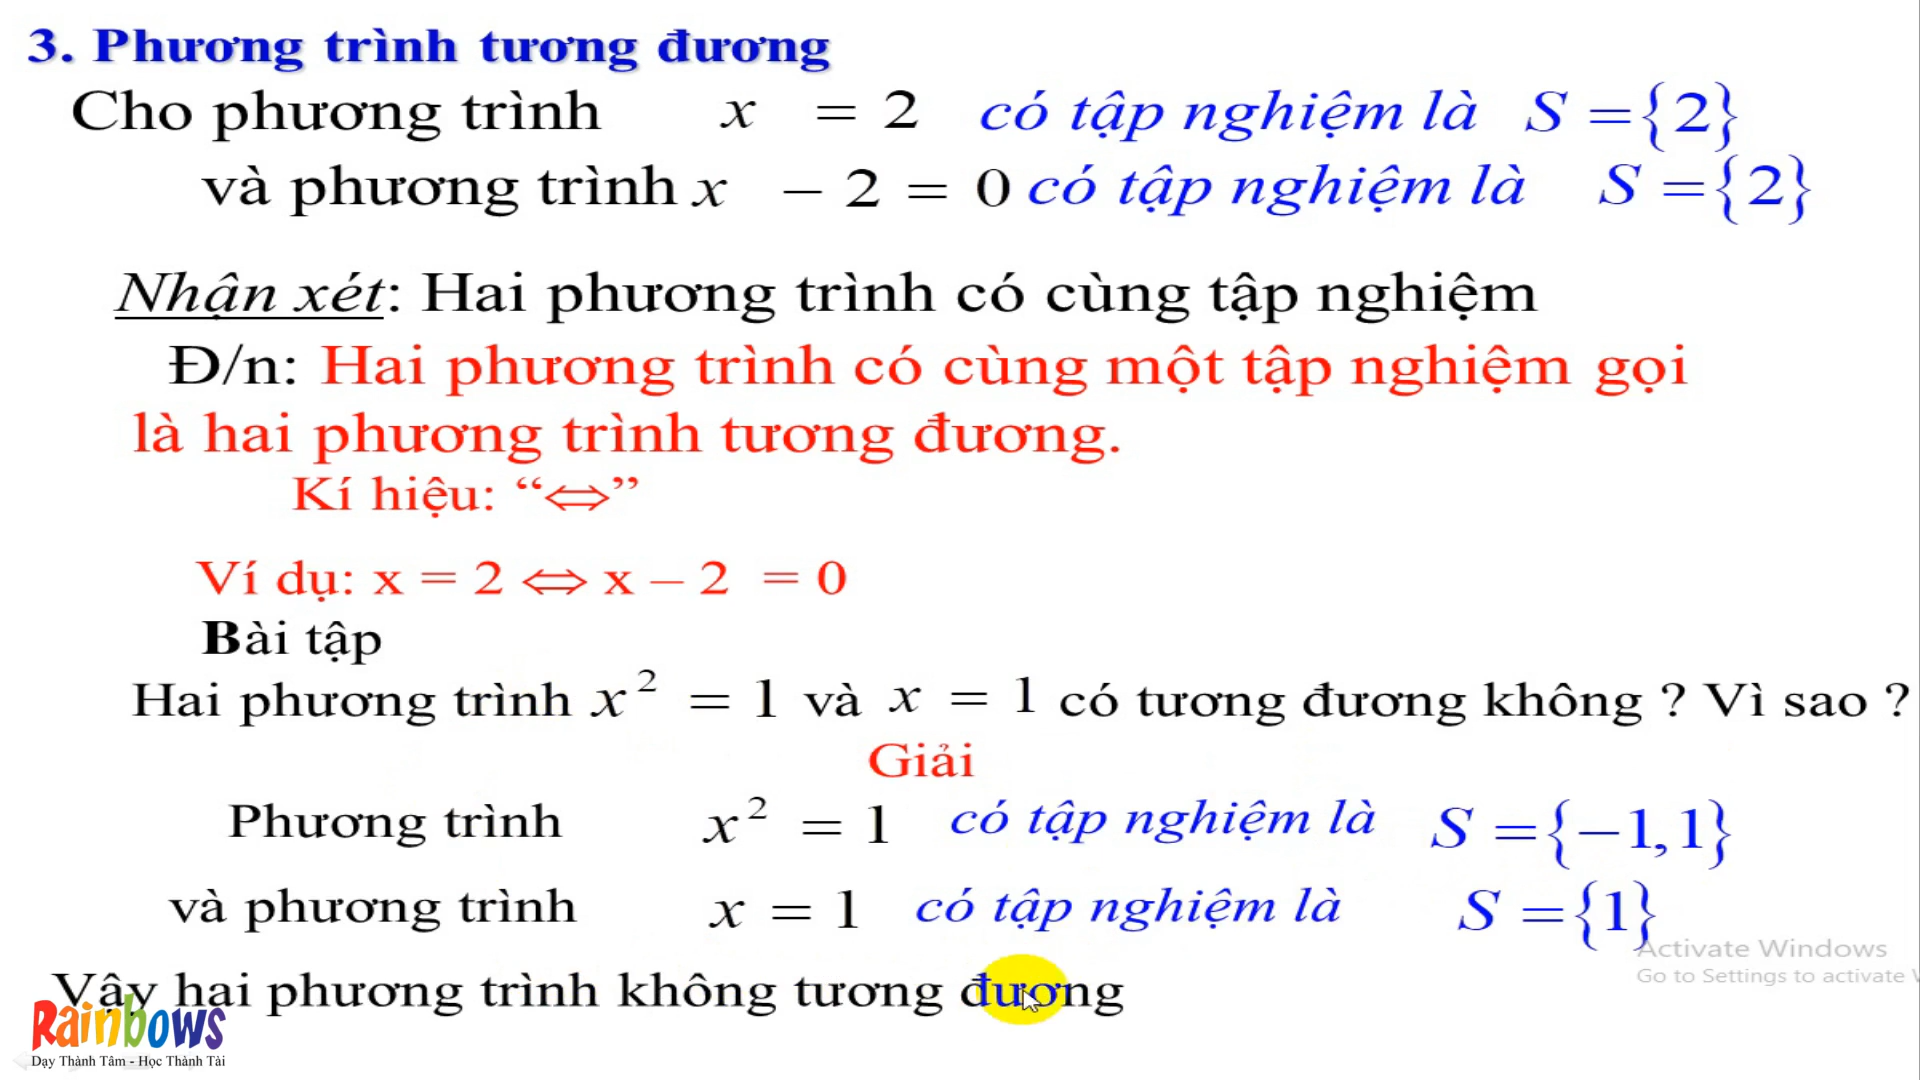 3. Phương trình tương đương
Cho phương trình x = 2 có tập nghiệm là S ={2}
và phương trình x − 2 = 0 có tập nghiệm là S ={2}
Nhận xét: Hai phương trình có cùng tập nghiệm
Đ/n: Hai phương trình có cùng một tập nghiệm gọi
là hai phương trình tương đương.
Kí hiệu: “⇔”
Ví dụ: x = 2 ⇔ x – 2 = 0
Bài tập
Hai phương trình x² = 1 và x = 1 có tương đương không ? Vì sao ?
Giải
Phương trình x² = 1 có tập nghiệm là S ={−1,1}
và phương trình x = 1 có tập nghiệm là S ={1}
Activate Windows
Go to Settings to activate
Vậy hai phương trình không tương đương
Rainbows
Dạy Thành Tâm - Học Thành Tài